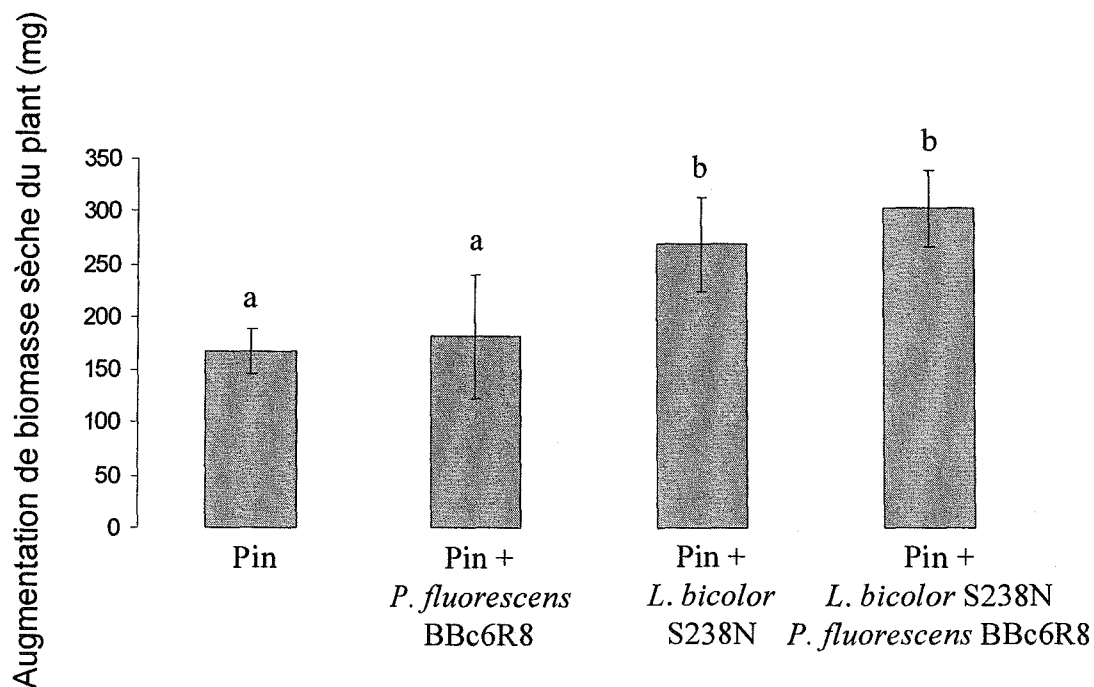 Augmentation de biomasse sèche du plant (mg)
350
300
250
200
150
100
50
0
a
a
b
b
Pin
Pin +
P. fluorescens
BBc6R8
Pin +
L. bicolor
S238N
Pin +
L. bicolor S238N
P. fluorescens BBc6R8